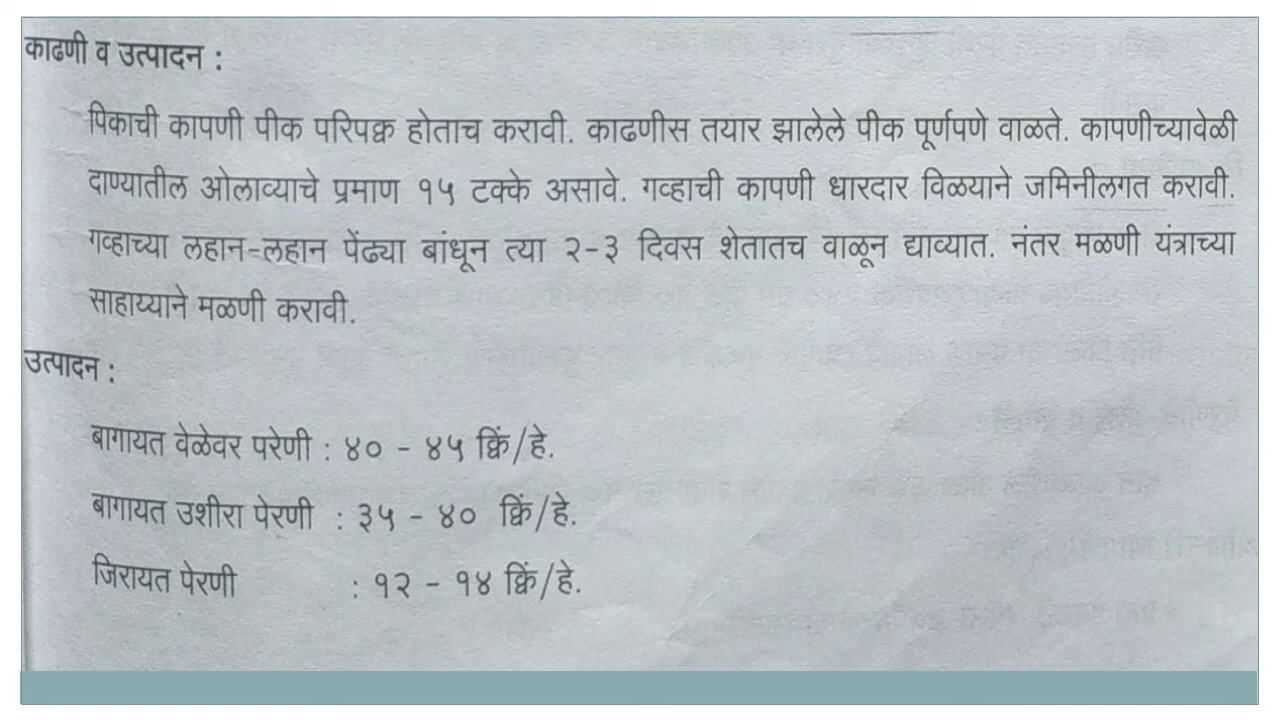 काढणी व उत्पादन :
पिकाची कापणी पीक परिपक्व होताच करावी. काढणीस तयार झालेले पीक पूर्णपणे वाळते. कापणीच्यावेळी
दाण्यातील ओलाव्याचे प्रमाण १५ टक्के असावे. गव्हाची कापणी धारदार विळयाने जमिनीलगत करावी.
गव्हाच्या लहान-लहान पेंढ्या बांधून त्या २-३ दिवस शेतातच वाळून द्याव्यात. नंतर मळणी यंत्राच्या
साहाय्याने मळणी करावी.
उत्पादन :
बागायत वेळेवर परेणी : ४० - ४५ क्विं/हे.
बागायत उशीरा पेरणी : ३५ - ४० क्विं/हे.
जिरायत पेरणी : १२ - १४ क्विं/हे.